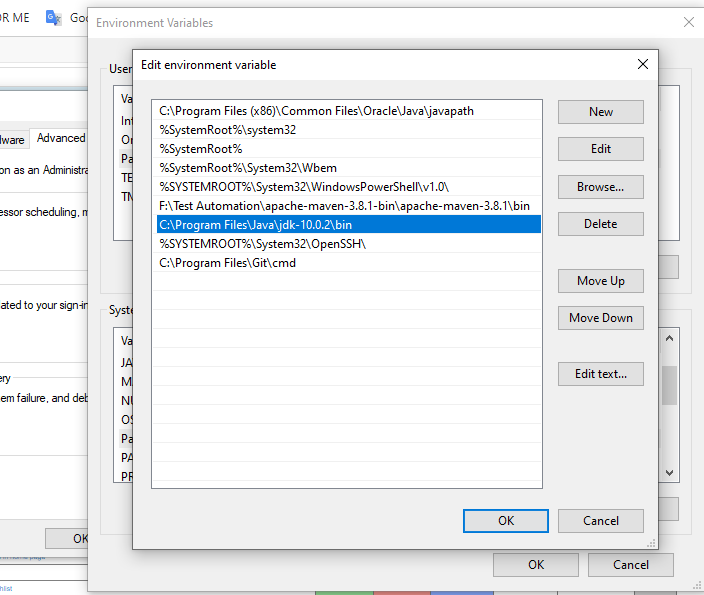 OR ME
Environment Variables
Edit environment variable
User
C:\Program Files (x86)\Common Files\Oracle\Java\javapath
%SystemRoot%\system32
%SystemRoot%
%SystemRoot%\System32\Wbem
%SYSTEMROOT%\System32\WindowsPowerShell\v1.0\
F:\Test Automation\apache-maven-3.8.1-bin\apache-maven-3.8.1\bin
C:\Program Files\Java\jdk-10.0.2\bin
%SYSTEMROOT%\System32\OpenSSH\
C:\Program Files\Git\cmd
New
Edit
Browse...
Delete
Move Up
Move Down
Edit text...
OK
Cancel
OK
Cancel
Va
Int
On
Pa
TE
TN
Syste
Va
JA
M
NU
OS
Pa
PA
PR
dware
Advanced
on as an Administra
essor scheduling, m
ated to your sign-in
ery
em failure, and deb
OK